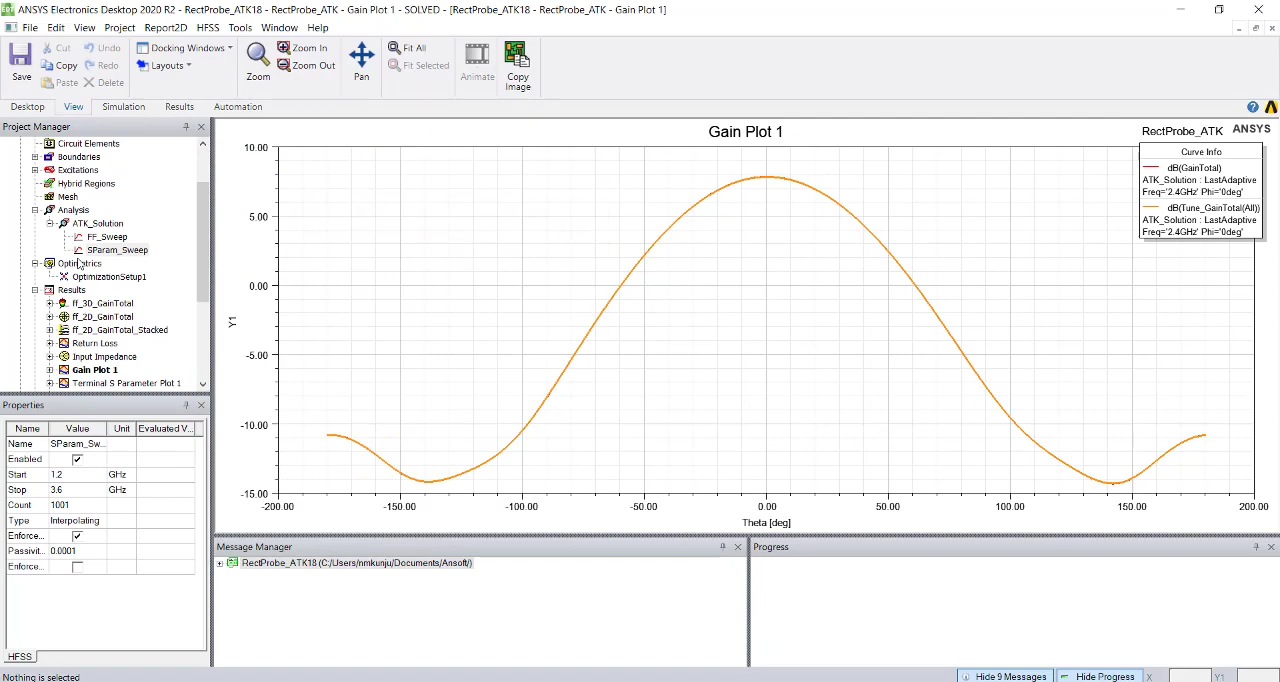 ANSYS Electronics Desktop 2020 R2 - RectProbe_ATK18 - RectProbe_ATK - Gain Plot 1 - SOLVED - [RectProbe_ATK18 - RectProbe_ATK - Gain Plot 1]
File Edit View Project Report2D HFSS Tools Window Help
Save
Cut Undo
Copy Redo
Paste Delete
Docking Windows
Layouts
Zoom
Zoom In
Zoom Out
Pan
Fit All
Fit Selected
Animate
Copy
Image
Desktop View Simulation Results Automation
Project Manager
Circuit Elements
Boundaries
Excitations
Hybrid Regions
Mesh
Analysis
ATK_Solution
FF_Sweep
SParam_Sweep
Optimetrics
OptimizationSetup1
Results
ff_3D_GainTotal
ff_2D_GainTotal
ff_2D_GainTotal_Stacked
Return Loss
Input Impedance
Gain Plot 1
Terminal S Parameter Plot 1
Properties
Name Value Unit Evaluated V...
Name SParam_Sw...
Enabled
Start 1.2 GHz
Stop 3.6 GHz
Count 1001
Type Interpolating
Enforce...
Passivit... 0.0001
Enforce...
HFSS
Nothing is selected
Gain Plot 1
RectProbe_ATK
ANSYS
Curve Info
dB(GainTotal)
ATK_Solution : LastAdaptive
Freq='2.4GHz' Phi='0deg'
dB(Tune_GainTotal(All))
ATK_Solution : LastAdaptive
Freq='2.4GHz' Phi='0deg'
10.00
5.00
0.00
-5.00
-10.00
-15.00
Y1
-200.00 -150.00 -100.00 -50.00 0.00 50.00 100.00 150.00 200.00
Theta [deg]
Message Manager
RectProbe_ATK18 (C:/Users/nmkunju/Documents/Ansoft/)
Progress
Hide 9 Messages Hide Progress X Y1